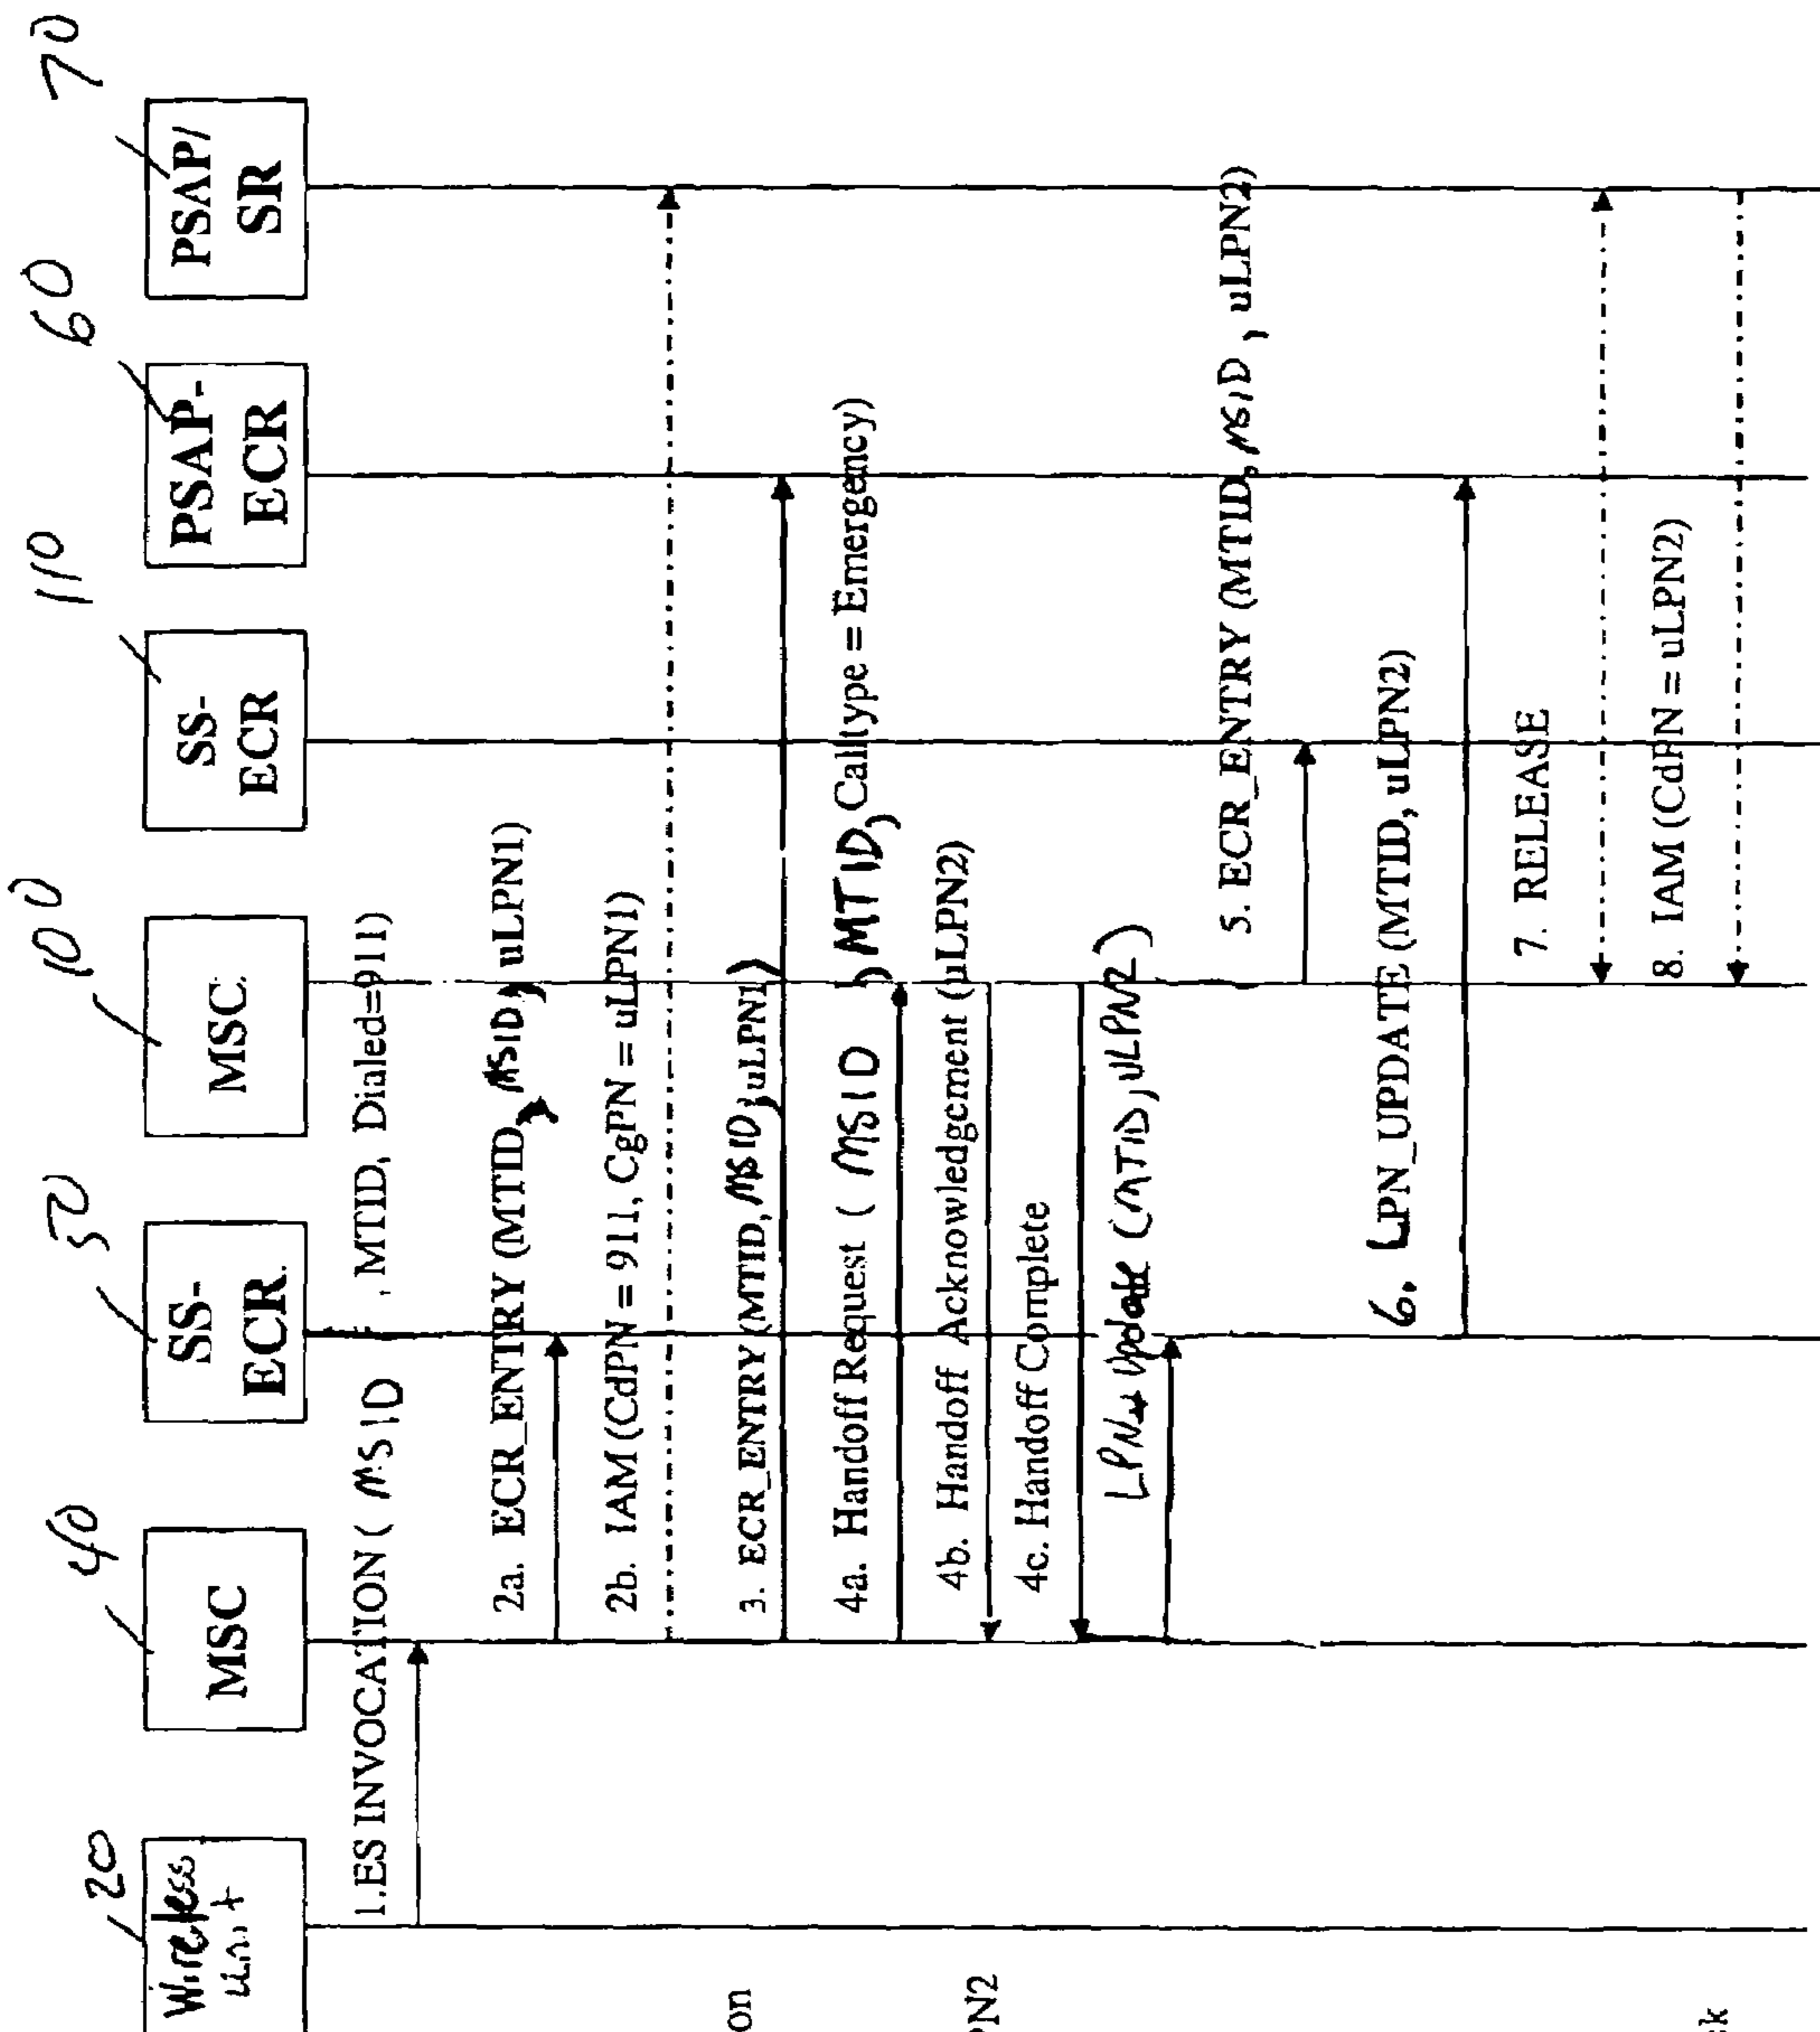 20
40
50
100
110
60
70
Wireless
Unit
MSC
SS-
ECR
MSC
SS-
ECR
PSAP-
ECR
PSAP/
SR
1.ES INVOCATION ( MSID , MTID, Dialed=911)
2a. ECR_ENTRY (MTID, MSID, uLPN1)
2b. IAM (CdPN = 911, CgPN = uLPN1)
3. ECR_ENTRY (MTID, MSID, uLPN1)
4a. Handoff Request ( MSID , MTID, Calltype = Emergency)
4b. Handoff Acknowledgement (uLPN2)
4c. Handoff Complete
LPN_Update (MTID, uLPN2)
5. ECR_ENTRY (MTID, MSID, uLPN2)
6. LPN_UPDATE (MTID, uLPN2)
7. RELEASE
8. IAM (CdPN = uLPN2)
on
PN2
sk